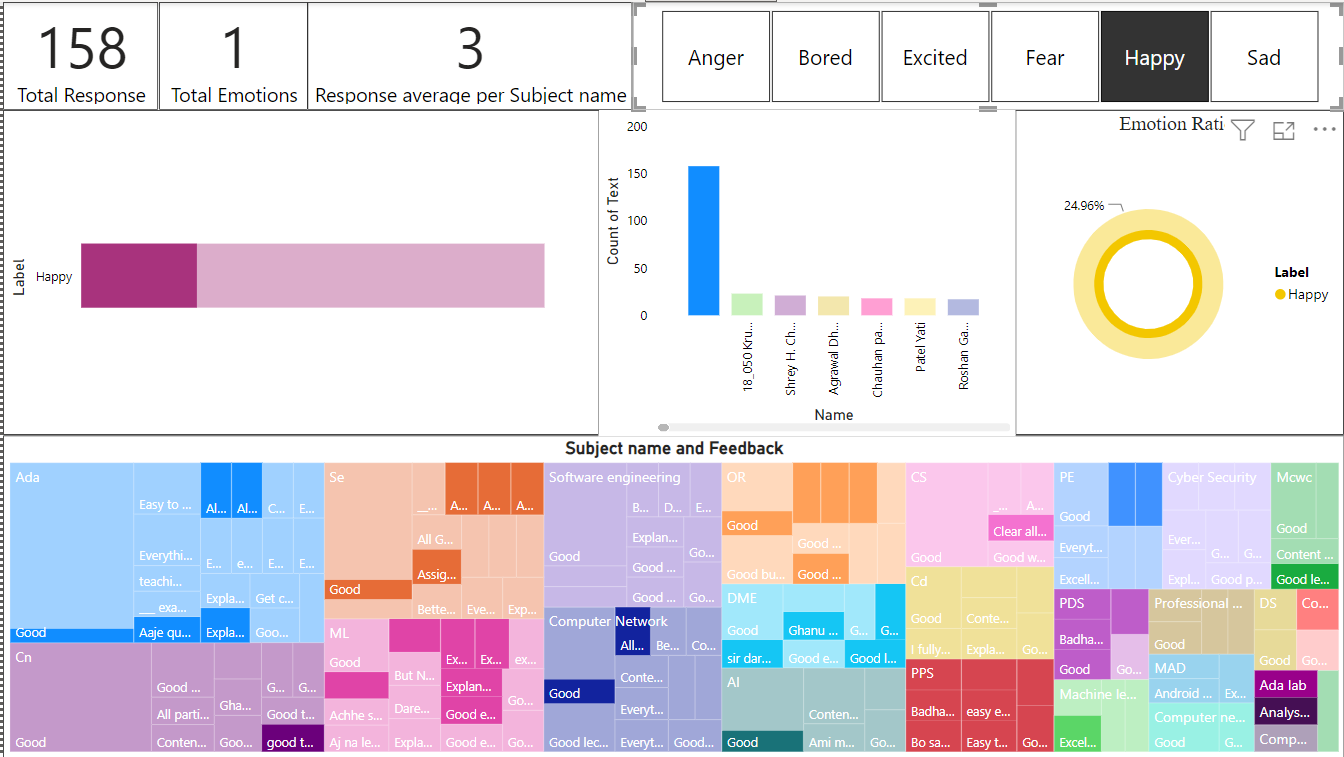 158
Total Response
1
Total Emotions
3
Response average per Subject name
Anger
Bored
Excited
Fear
Happy
Sad
Label
Happy
Count of Text
200
150
100
50
0
18_050 Kru...
Shrey H. Ch...
Agrawal Dh...
Chauhan pa...
Patel Yati
Roshan Ga...
Name
Emotion Rati
24.96%
Label
Happy
Subject name and Feedback
Ada
Easy to ...
Al...
Al...
C...
E...
Everythi...
E...
e...
E...
E...
teachi...
___ exa...
Expla...
Get c...
Good
Aaje qu...
Expla...
Goo...
Cn
Good ...
G...
G...
All parti...
Gha...
Good t...
Good
Conten...
Goo...
good t...
Se
__...
A...
A...
A...
All G...
Good
Assig...
Bette...
Eve...
Exp...
ML
Good
But N...
Ex...
Ex...
ex...
Expla​n...
Achhe s...
Dare...
Good e...
Go...
Aj na le...
Expla...
Good e...
Go...
Software engineering
B...
D...
E...
Explan...
Good
Good ...
Go...
Good ...
Go...
Computer Network
All...
Be...
Co...
Good
Conte...
Everyt...
Good lec...
Everyt...
Good...
OR
Good
Good ...
Good bu...
Good ...
DME
Good
Ghanu ...
G...
G...
sir dar...
Good e...
Good l...
AI
Conten...
Good
Ami m...
Go...
CS
_...
A...
Clear all...
Good
Good w...
Cd
Good
Conte...
I fully...
Expla...
Go...
PPS
Badha...
easy e...
Bo sa...
Easy t...
Go...
PE
Good
Everyt...
Excell...
Cyber Security
Ever...
G...
G...
Expl...
Good p...
Mcwc
Good
Content ...
Good le...
PDS
Badha...
Good
Go...
Professional ...
Good
DS
Good
Co...
Co...
MAD
Android ...
Ex...
Machine le...
Excel...
Computer ne...
Good
G...
Ada lab
Analys...
Comp...